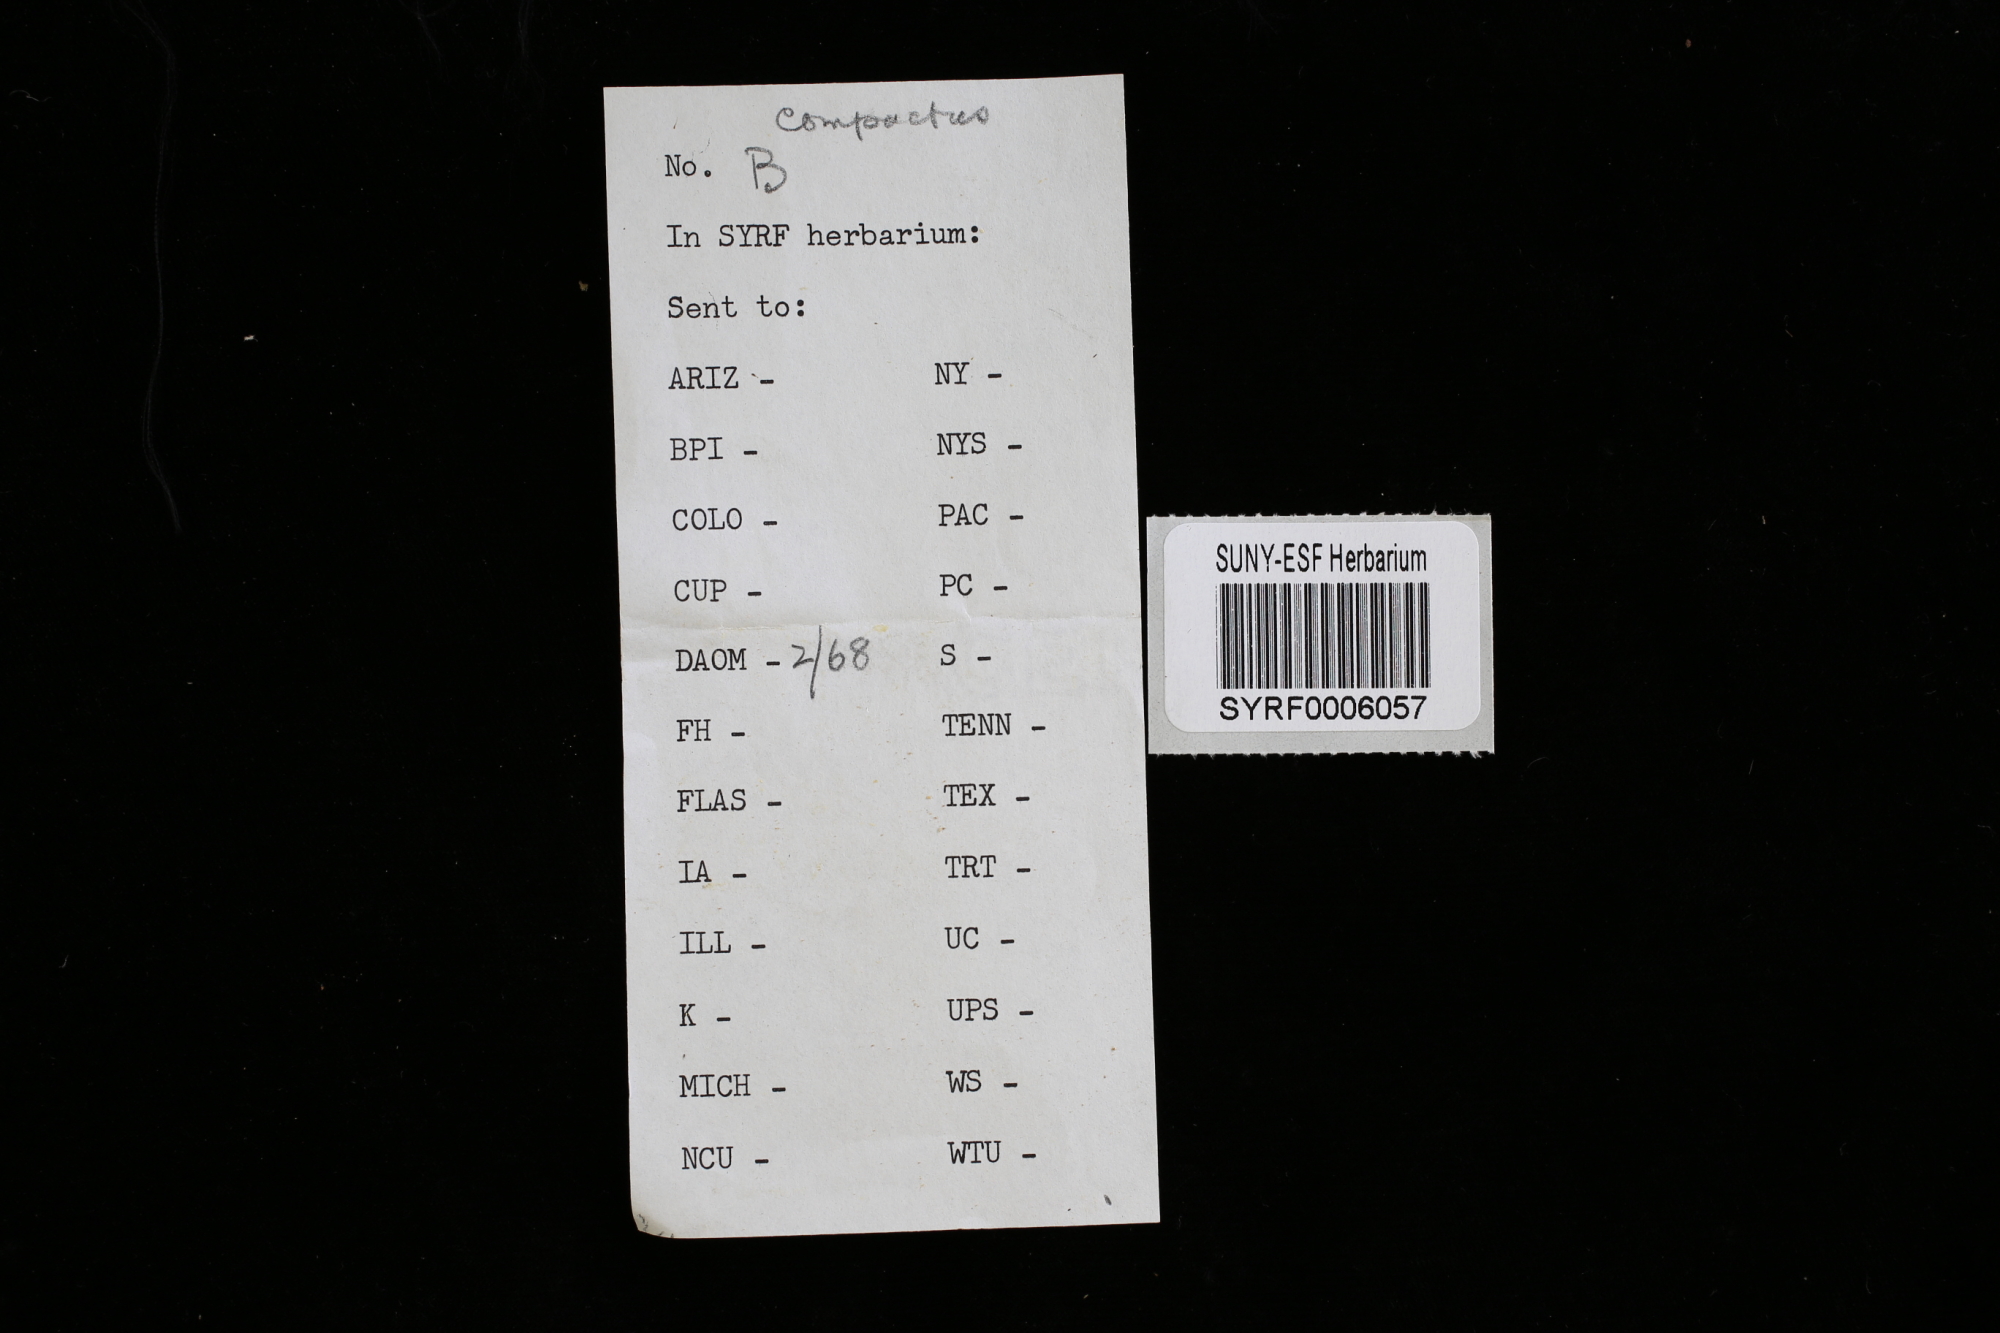 compactus
No. B
In SYRF herbarium:
Sent to:
ARIZ - NY -
BPI - NYS -
COLO - PAC -
CUP - PC -
DAOM - 2/68 S -
FH - TENN -
FLAS - TEX -
IA - TRT -
ILL - UC -
K - UPS -
MICH - WS -
NCU - WTU -
SUNY-ESF Herbarium
SYRF0006057